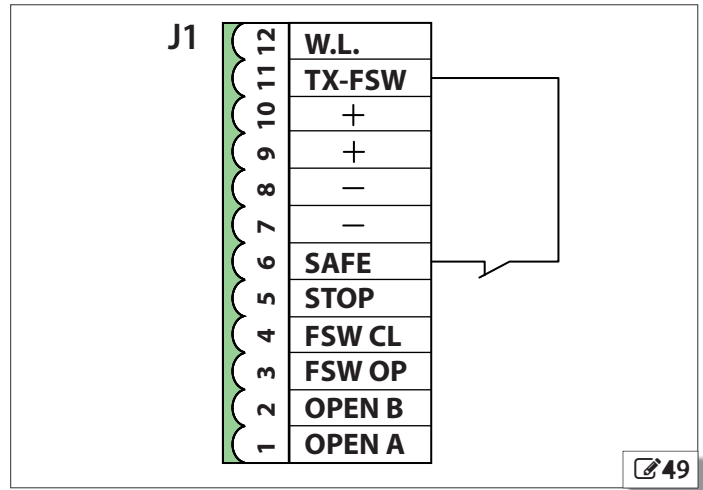 J1
12 W.L.
11 TX-FSW
10 +
9 +
8 –
7 –
6 SAFE
5 STOP
4 FSW CL
3 FSW OP
2 OPEN B
1 OPEN A
49